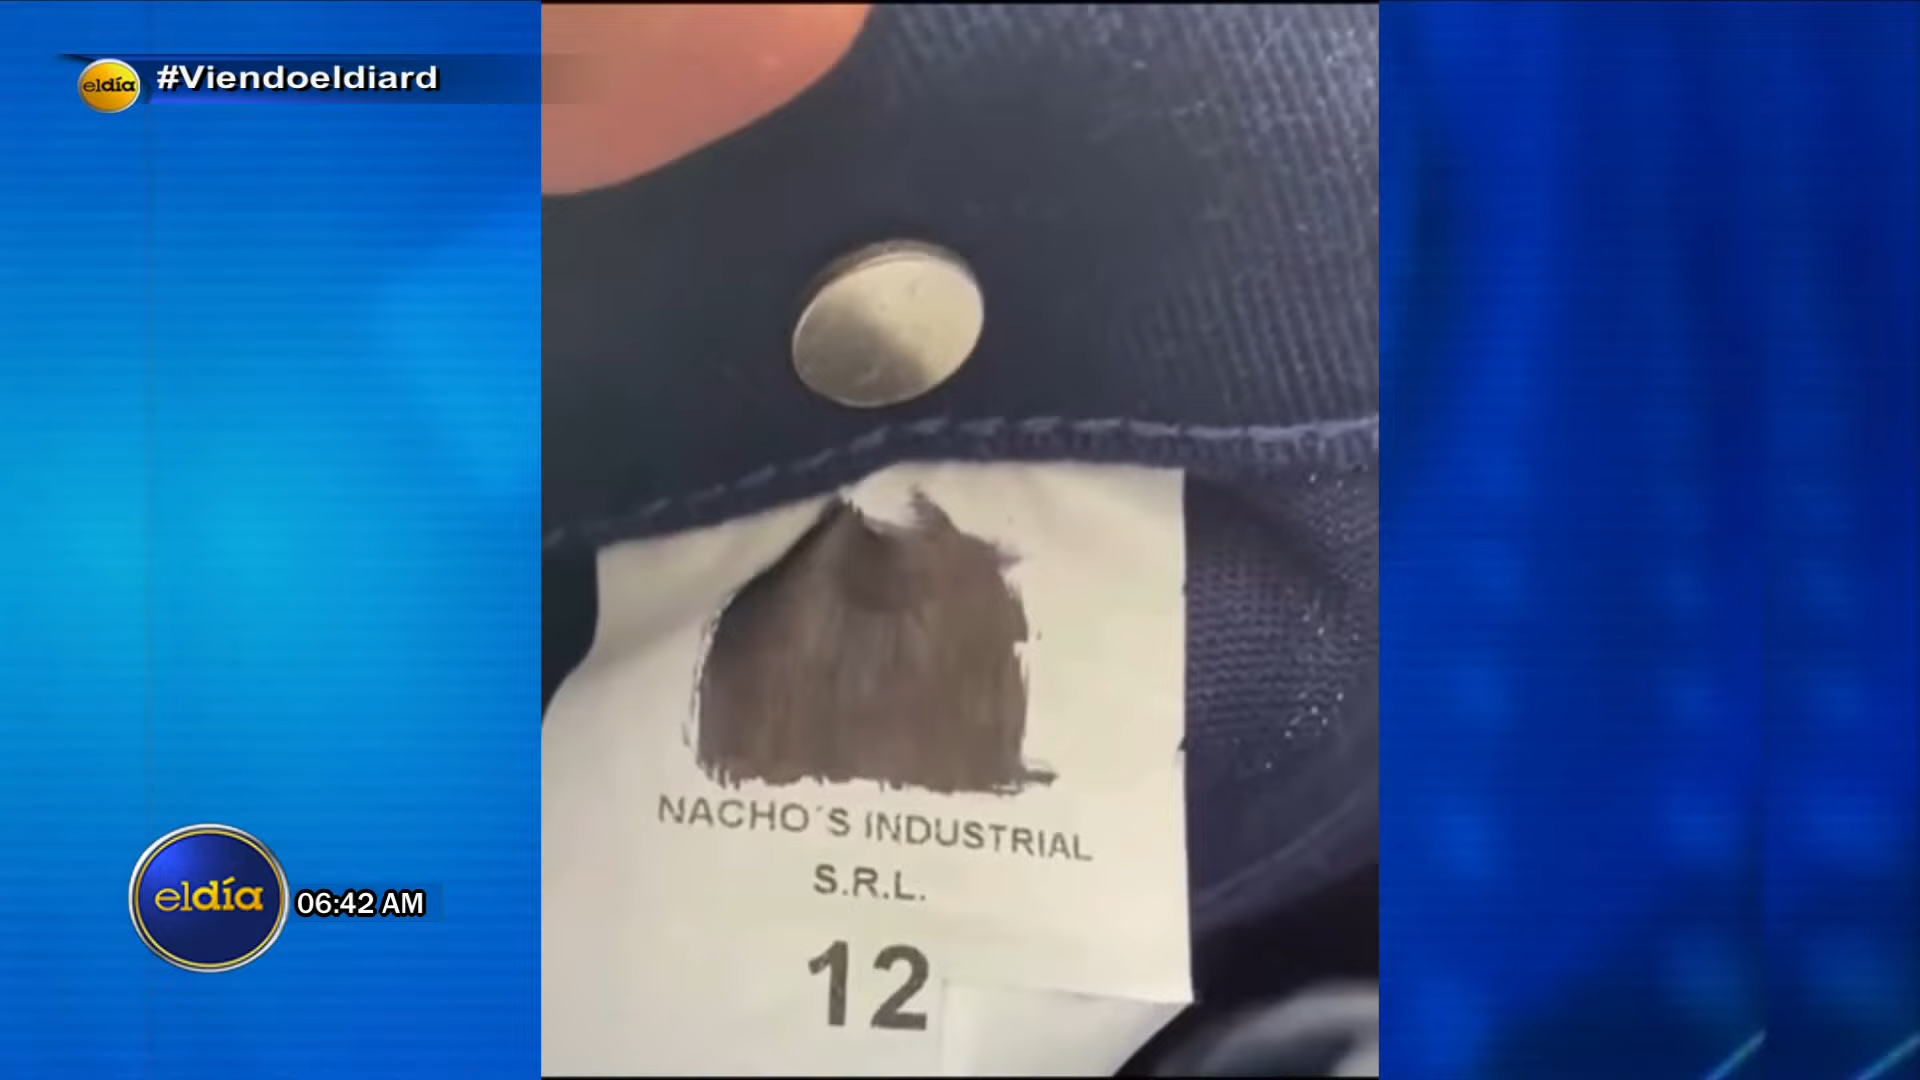 eldía
#Viendoeldiard
NACHO´S INDUSTRIAL
S.R.L.
12
eldía
06:42 AM